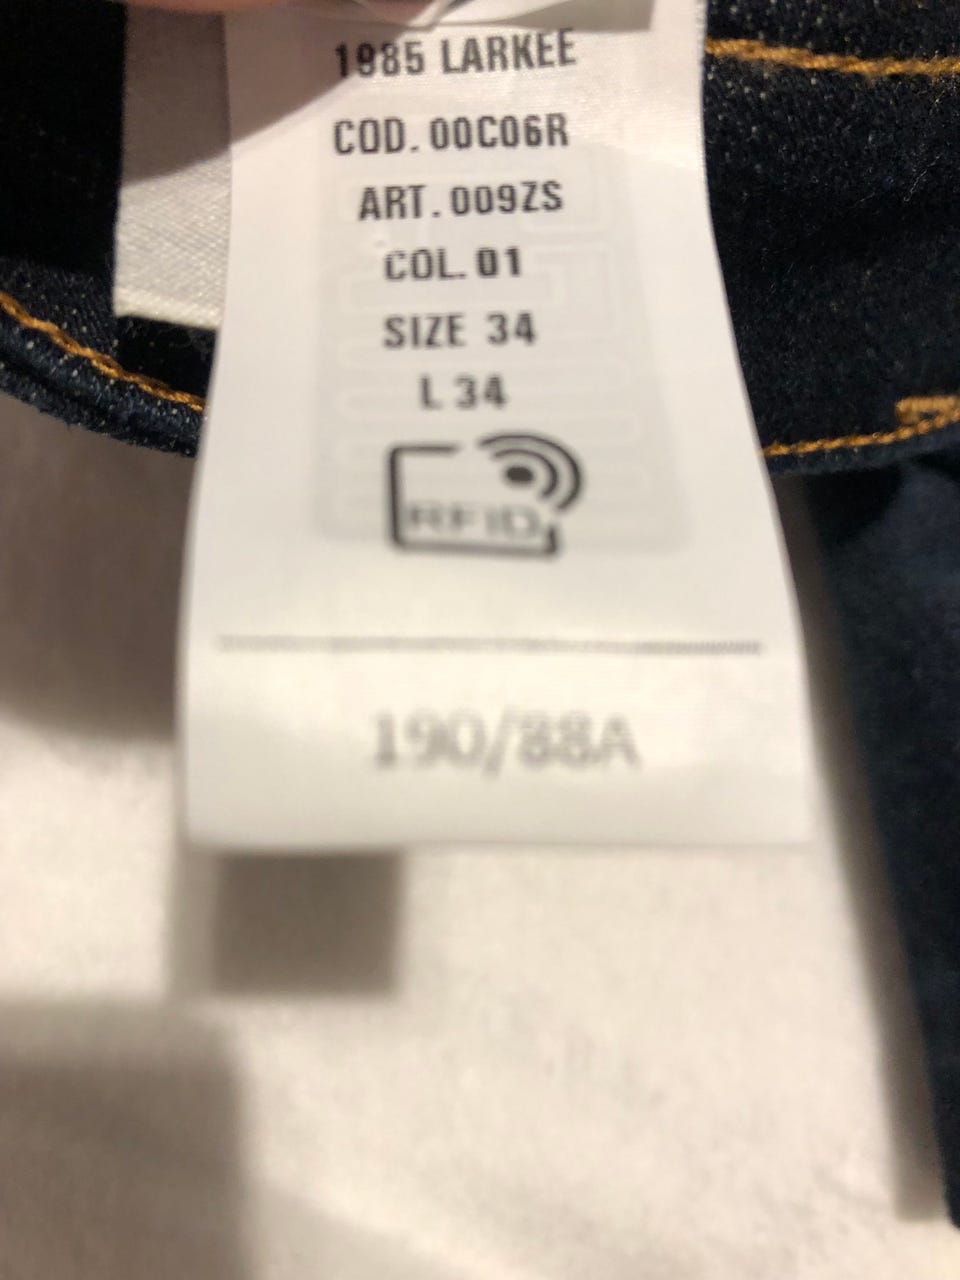 1985 LARKEE
COD. 00C06R
ART. 009ZS
COL. 01
SIZE 34
L 34
RFID
190/88A